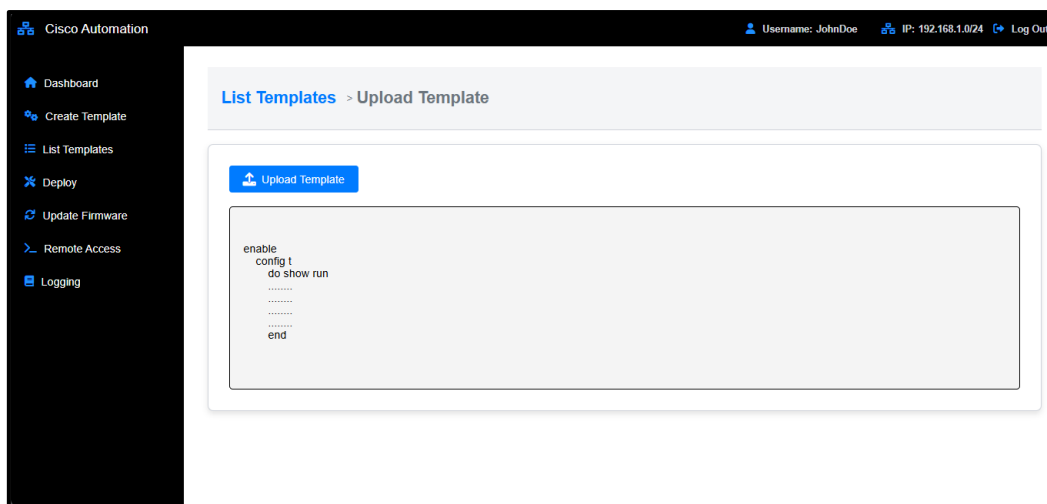 Cisco Automation
Username: JohnDoe
IP: 192.168.1.0/24
Log Out
Dashboard
Create Template
List Templates
Deploy
Update Firmware
Remote Access
Logging
List Templates > Upload Template
Upload Template
enable
config t
do show run
........
........
........
........
end